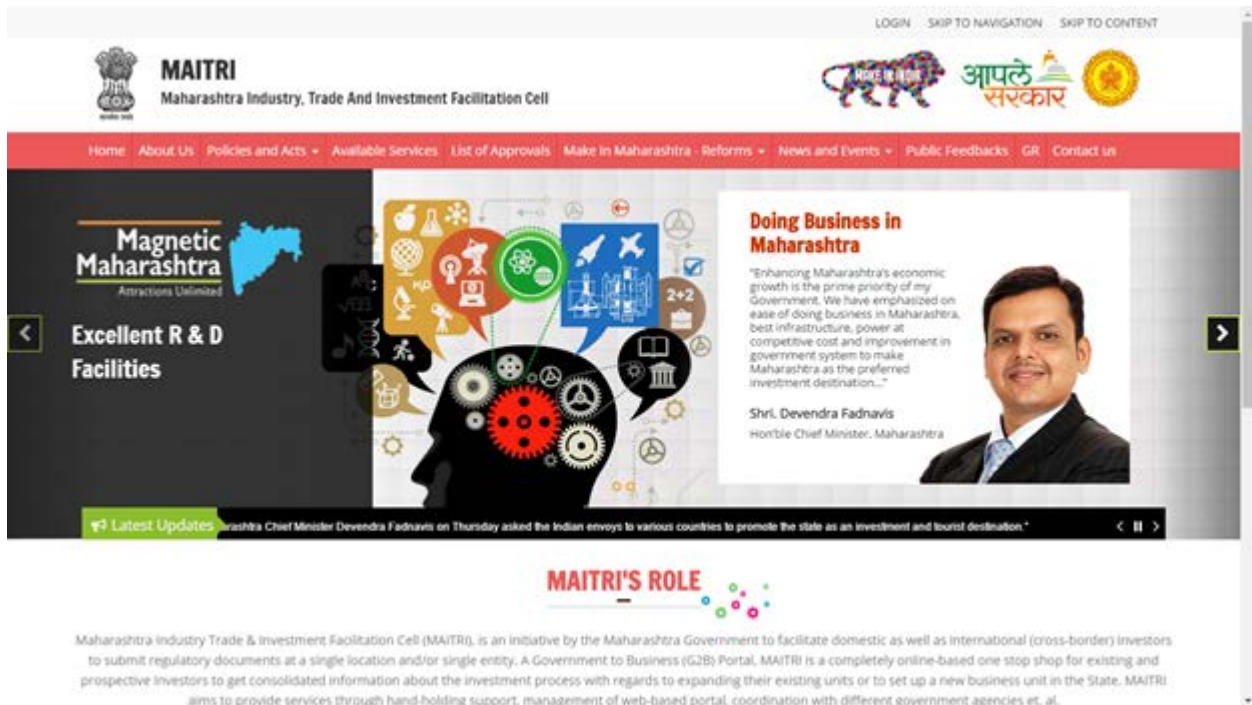 LOGIN SKIP TO NAVIGATION SKIP TO CONTENT
MAITRI
Maharashtra Industry, Trade And Investment Facilitation Cell
MAKE IN INDIA
आपले
सरकार
Home About Us Policies and Acts Available Services List of Approvals Make In Maharashtra - Reforms News and Events Public Feedbacks GR Contact us
Magnetic
Maharashtra
Attractions Unlimited
Excellent R & D
Facilities
H2O
2+2
Doing Business in
Maharashtra
"Enhancing Maharashtra's economic
growth is the prime priority of my
Government. We have emphasized on
ease of doing business in Maharashtra,
best infrastructure, power at
competitive cost and improvement in
government system to make
Maharashtra as the preferred
investment destination..."
Shri. Devendra Fadnavis
Hon'ble Chief Minister, Maharashtra
Latest Updates arashtra Chief Minister Devendra Fadnavis on Thursday asked the Indian envoys to various countries to promote the state as an investment and tourist destination."
MAITRI'S ROLE
Maharashtra Industry Trade & Investment Facilitation Cell (MAITRI), is an initiative by the Maharashtra Government to facilitate domestic as well as International (cross-border) Investors
to submit regulatory documents at a single location and/or single entity. A Government to Business (G2B) Portal, MAITRI is a completely online-based one stop shop for existing and
prospective Investors to get consolidated information about the investment process with regards to expanding their existing units or to set up a new business unit in the State. MAITRI
aims to provide services through hand-holding support, management of web-based portal, coordination with different government agencies et. al.